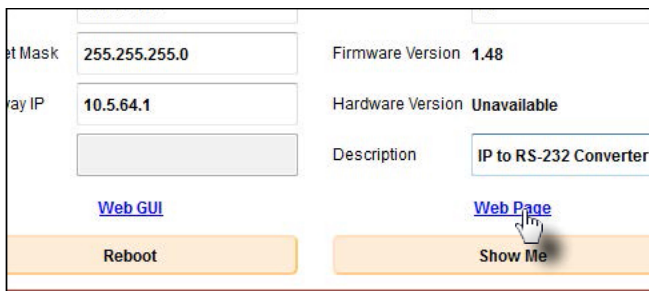 et Mask 255.255.255.0 Firmware Version 1.48
way IP 10.5.64.1 Hardware Version Unavailable
Description IP to RS-232 Converter
Web GUI Web Page
Reboot Show Me